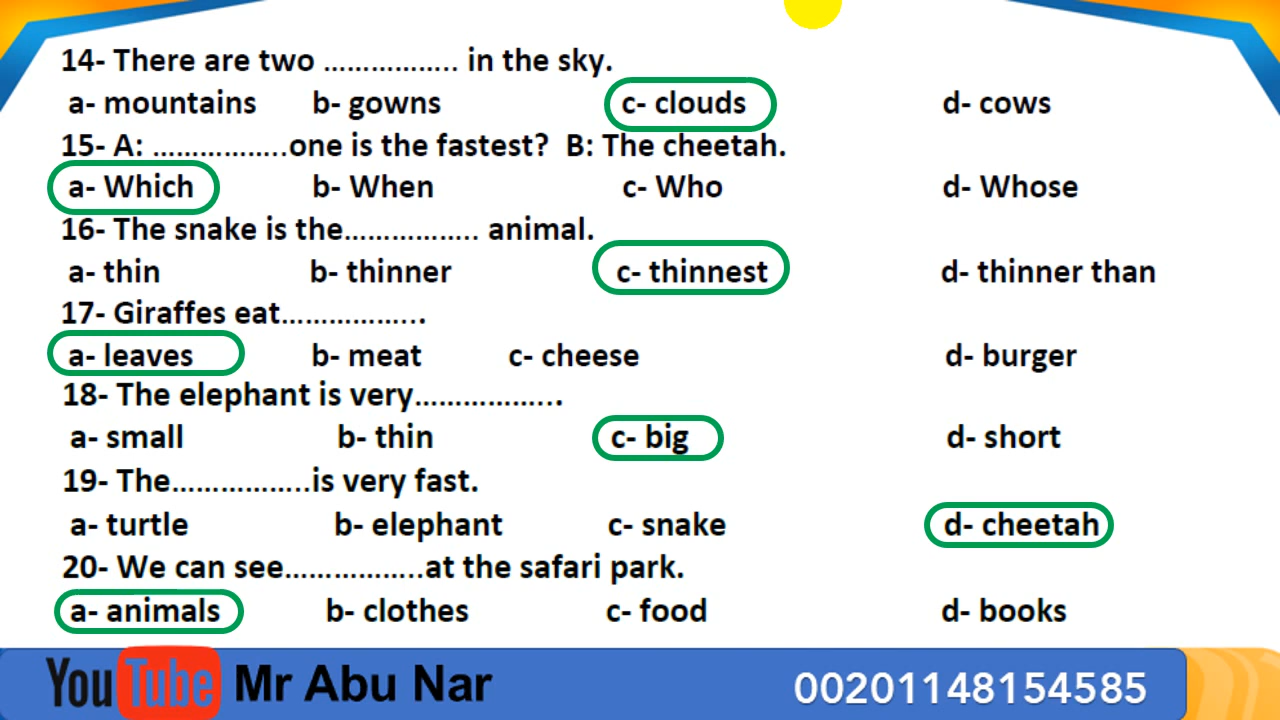 14- There are two ................ in the sky.
a- mountains b- gowns c- clouds d- cows
15- A: ................one is the fastest? B: The cheetah.
a- Which b- When c- Who d- Whose
16- The snake is the................ animal.
a- thin b- thinner c- thinnest d- thinner than
17- Giraffes eat.................
a- leaves b- meat c- cheese d- burger
18- The elephant is very.................
a- small b- thin c- big d- short
19- The................is very fast.
a- turtle b- elephant c- snake d- cheetah
20- We can see................at the safari park.
a- animals b- clothes c- food d- books
YouTube Mr Abu Nar 00201148154585